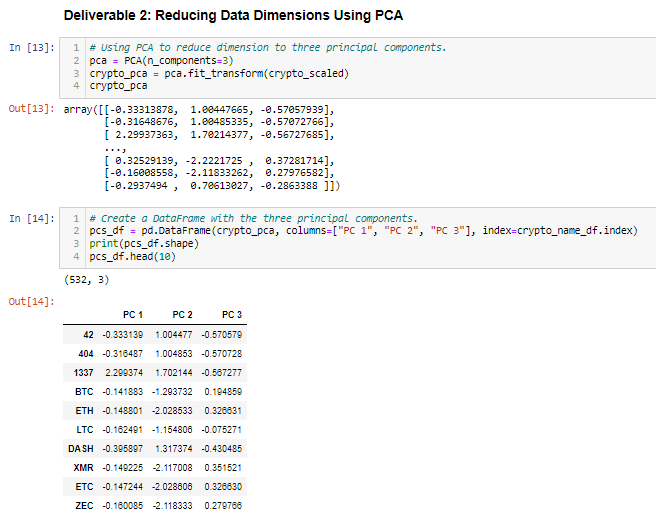 Deliverable 2: Reducing Data Dimensions Using PCA
In [13]: 1 # Using PCA to reduce dimension to three principal components.
2 pca = PCA(n_components=3)
3 crypto_pca = pca.fit_transform(crypto_scaled)
4 crypto_pca
Out[13]: array([[-0.33313878, 1.00447665, -0.57057939],
[-0.31648676, 1.00485335, -0.57072766],
[ 2.29937363, 1.70214377, -0.56727685],
...,
[ 0.32529139, -2.2221725 , 0.37281714],
[-0.16008558, -2.11833262, 0.27976582],
[-0.2937494 , 0.70613027, -0.2863388 ]])
In [14]: 1 # Create a DataFrame with the three principal components.
2 pcs_df = pd.DataFrame(crypto_pca, columns=["PC 1", "PC 2", "PC 3"], index=crypto_name_df.index)
3 print(pcs_df.shape)
4 pcs_df.head(10)
(532, 3)
Out[14]:
PC 1 PC 2 PC 3
42 -0.333139 1.004477 -0.570579
404 -0.316487 1.004853 -0.570728
1337 2.299374 1.702144 -0.567277
BTC -0.141883 -1.293732 0.194859
ETH -0.148801 -2.028533 0.326631
LTC -0.162491 -1.154806 -0.075271
DASH -0.395897 1.317374 -0.430485
XMR -0.149225 -2.117008 0.351521
ETC -0.147244 -2.028606 0.326630
ZEC -0.160085 -2.118333 0.279766